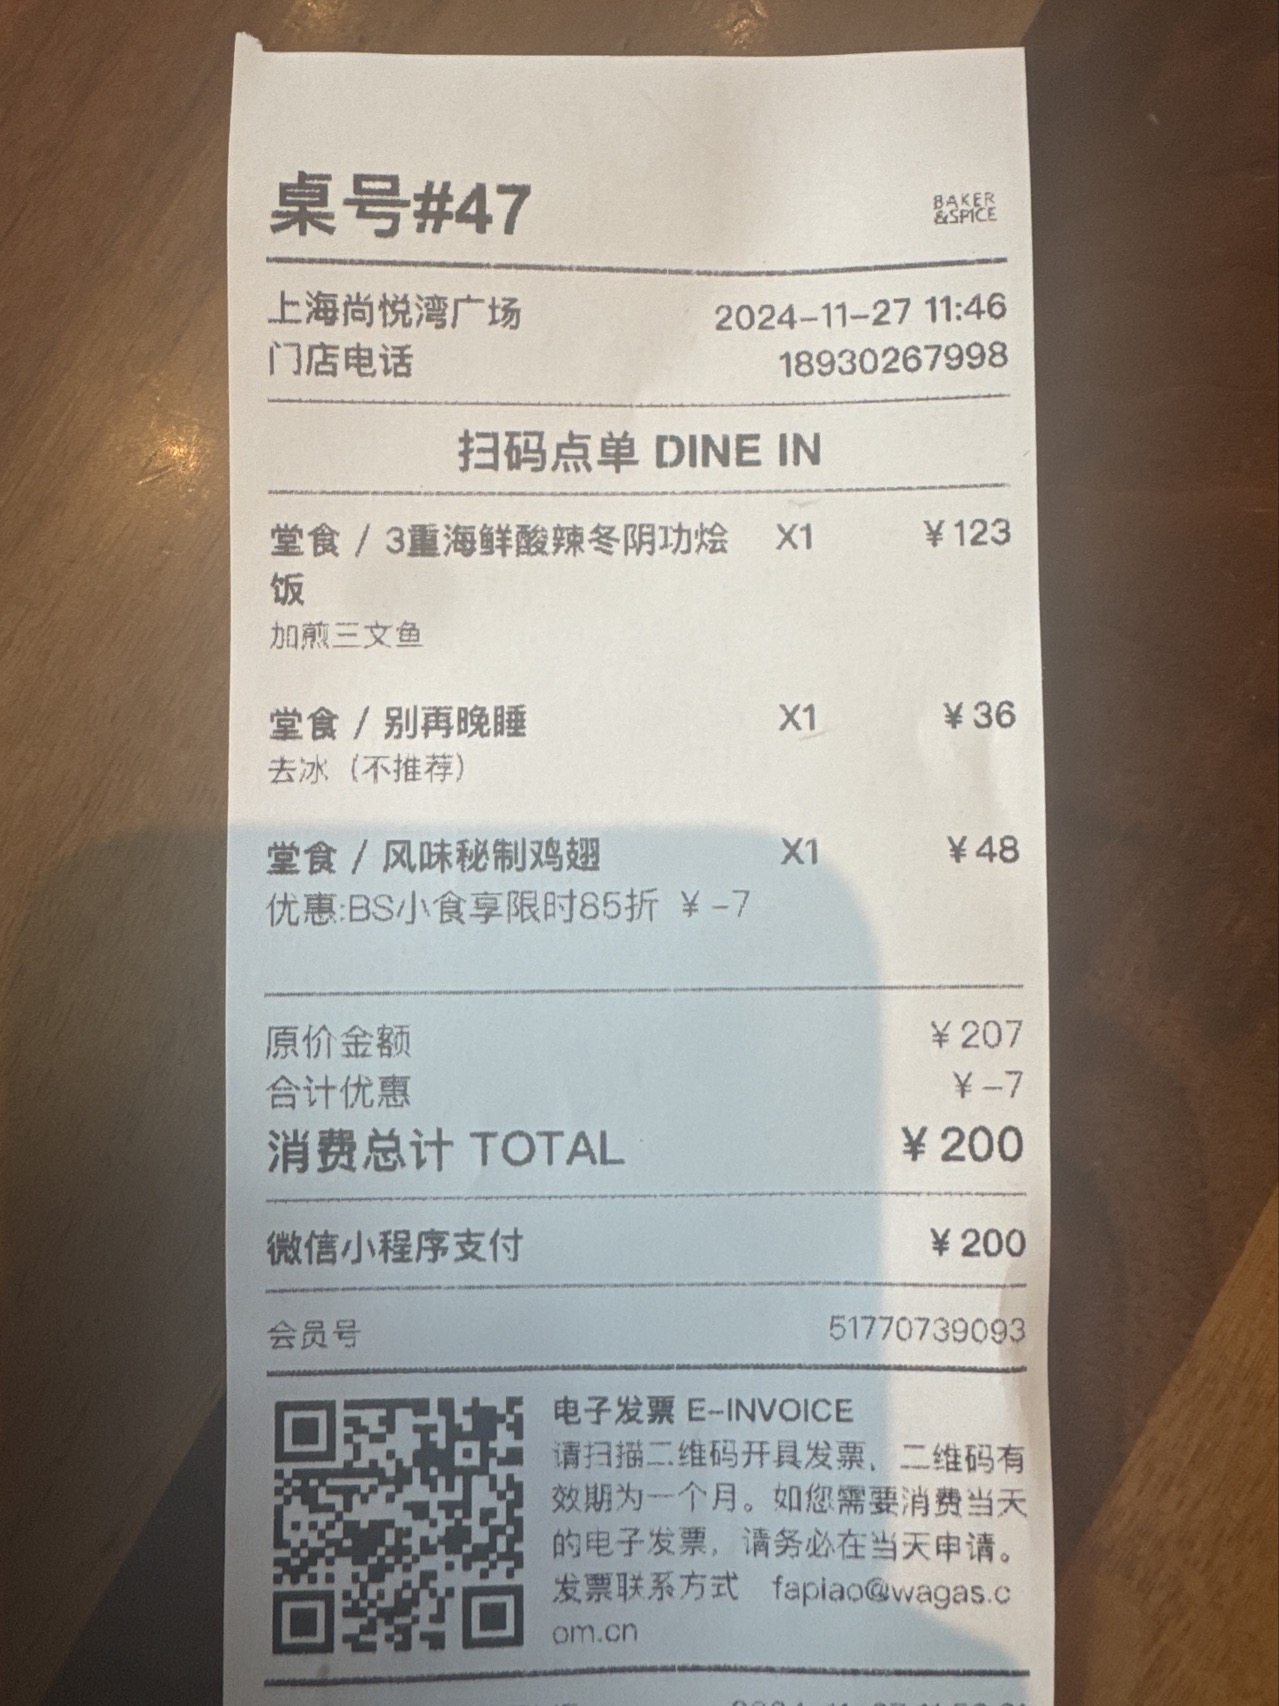 桌号#47
BAKER
&SPICE
上海尚悦湾广场 2024-11-27 11:46
门店电话 18930267998
扫码点单 DINE IN
堂食 / 3重海鲜酸辣冬阴功烩 X1 ¥123
饭
加煎三文鱼
堂食 / 别再晚睡 X1 ¥36
去冰（不推荐）
堂食 / 风味秘制鸡翅 X1 ¥48
优惠:BS小食享限时85折 ¥-7
原价金额 ¥207
合计优惠 ¥-7
消费总计 TOTAL ¥200
微信小程序支付 ¥200
会员号 51770739093
电子发票 E-INVOICE
请扫描二维码开具发票，二维码有
效期为一个月。如您需要消费当天
的电子发票，请务必在当天申请。
发票联系方式 fapiao@wagas.c
om.cn